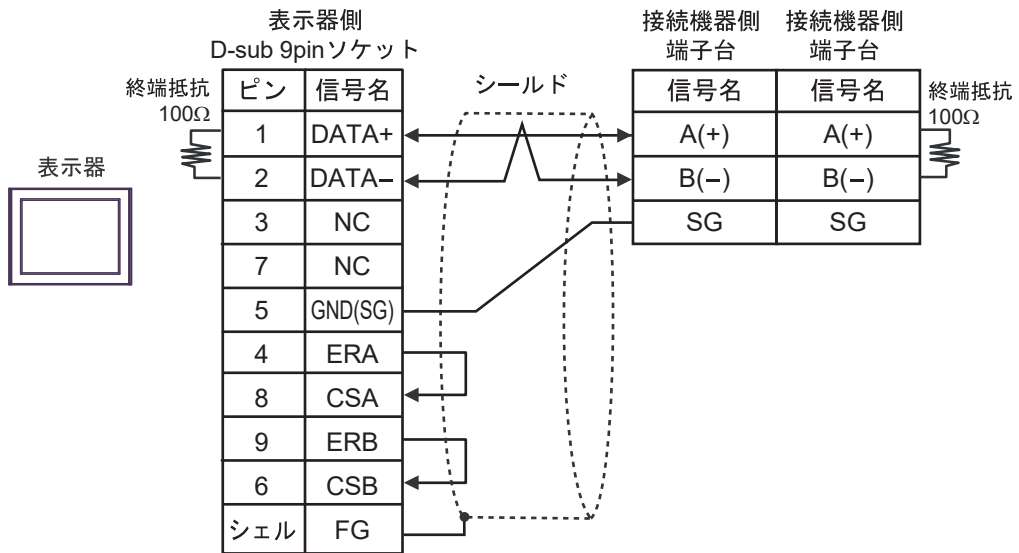 表示器側
D-sub 9pinソケット
接続機器側 接続機器側
端子台 端子台
終端抵抗
100Ω
ピン 信号名
シールド
信号名 信号名
終端抵抗
100Ω
1 DATA+
A(+) A(+)
表示器
2 DATA−
B(−) B(−)
3 NC
SG SG
7 NC
5 GND(SG)
4 ERA
8 CSA
9 ERB
6 CSB
シェル FG